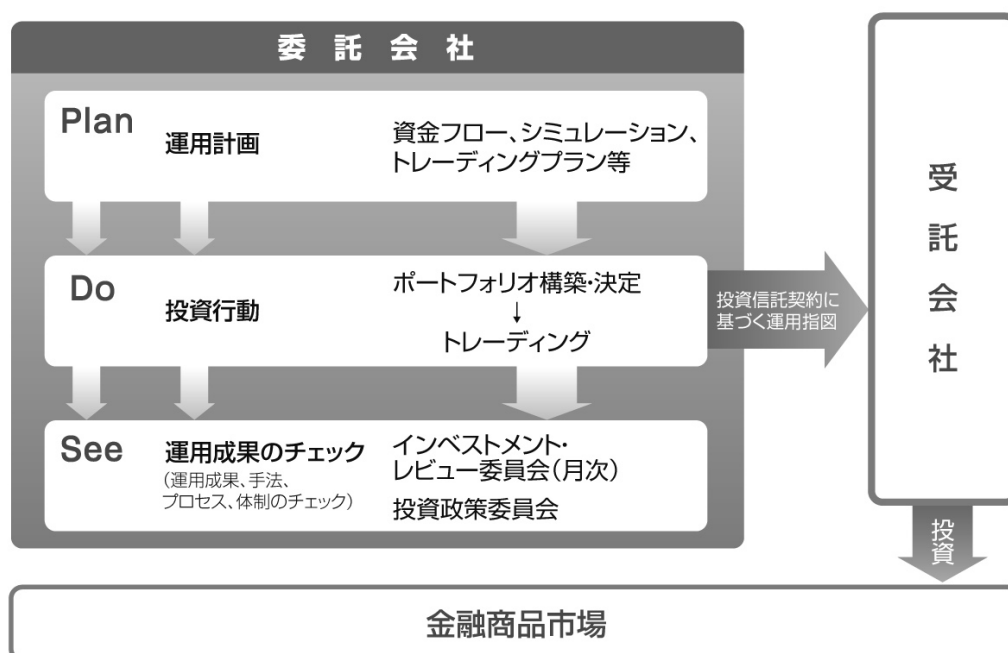 委託会社
Plan
運用計画
資金フロー、シミュレーション、
トレーディングプラン等
Do
投資行動
ポートフォリオ構築・決定
↓
トレーディング
投資信託契約に
基づく運用指図
See
運用成果のチェック
(運用成果、手法、
プロセス、体制のチェック)
インベストメント・
レビュー委員会(月次)
投資政策委員会
受託会社
投資
金融商品市場